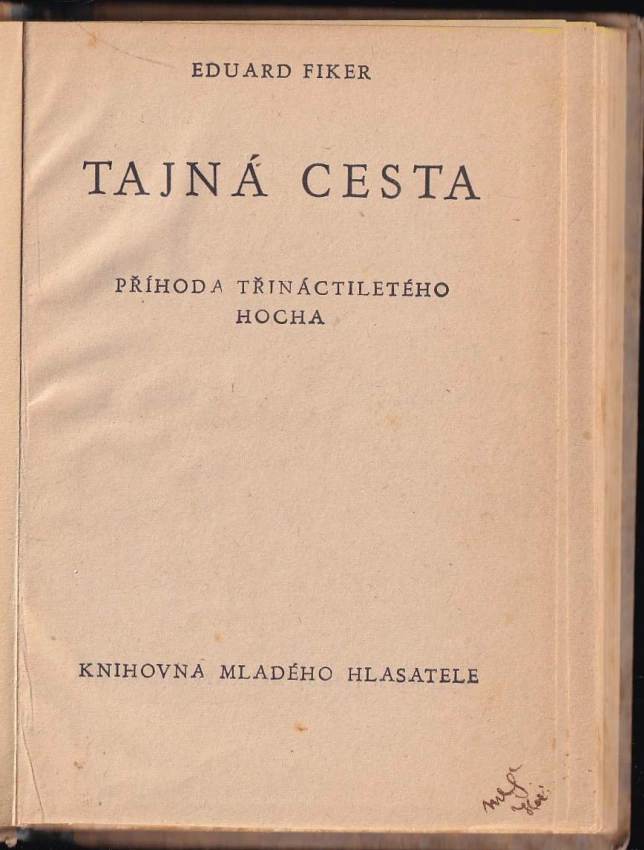 EDUARD FIKER
TAJNÁ CESTA
PŘÍHODA TŘINÁCTILETÉHO
HOCHA
KNIHOVNA MLADÉHO HLASATELE